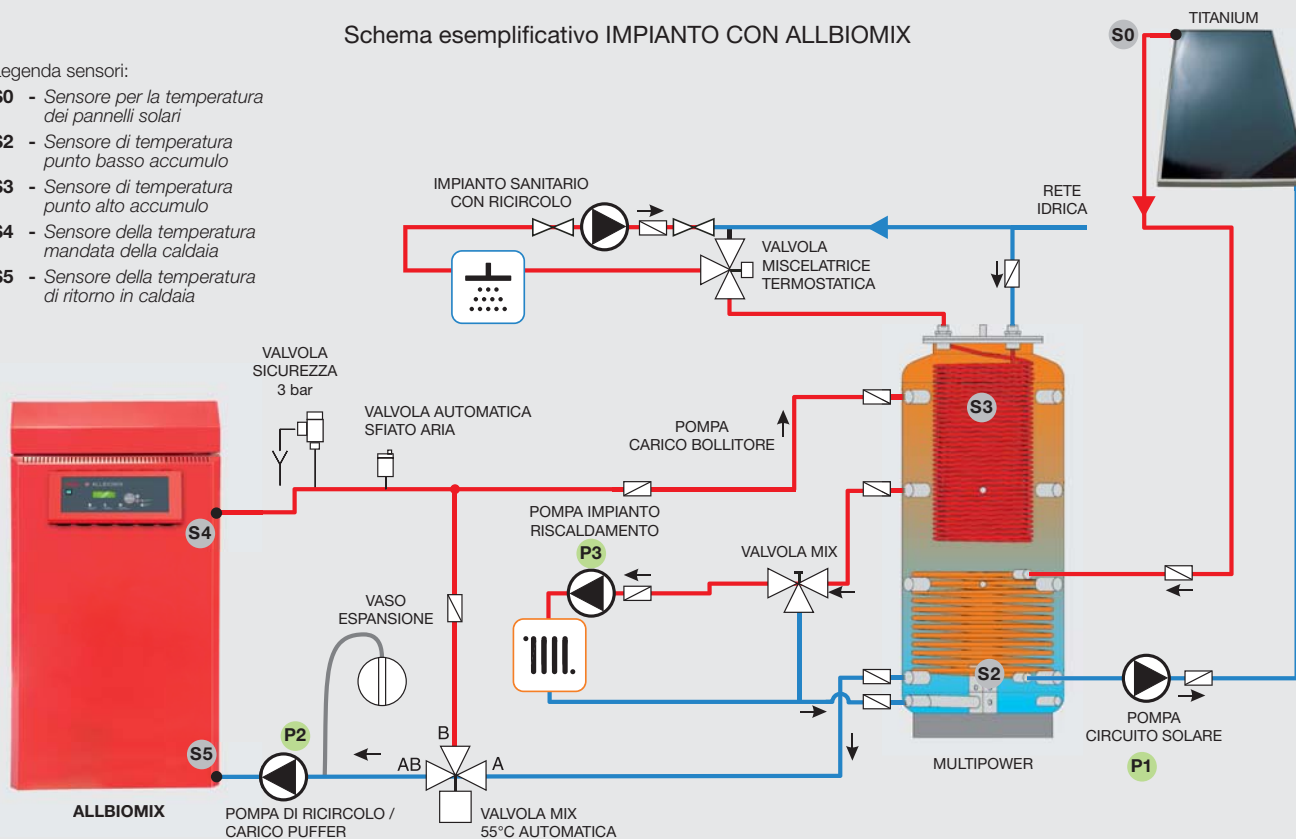 Schema esemplificativo IMPIANTO CON ALLBIOMIX
TITANIUM
S0
egenda sensori:
S0 - Sensore per la temperatura
dei pannelli solari
S2 - Sensore di temperatura
punto basso accumulo
S3 - Sensore di temperatura
punto alto accumulo
S4 - Sensore della temperatura
mandata della caldaia
S5 - Sensore della temperatura
di ritorno in caldaia
IMPIANTO SANITARIO
CON RICIRCOLO
RETE
IDRICA
VALVOLA
MISCELATRICE
TERMOSTATICA
VALVOLA
SICUREZZA
3 bar
VALVOLA AUTOMATICA
SFIATO ARIA
POMPA
CARICO BOLLITORE
S3
ALLBIOMIX
S4
POMPA IMPIANTO
RISCALDAMENTO
P3
VALVOLA MIX
VASO
ESPANSIONE
S2
POMPA
CIRCUITO SOLARE
P1
MULTIPOWER
S5
P2
B
AB
A
ALLBIOMIX
POMPA DI RICIRCOLO /
CARICO PUFFER
VALVOLA MIX
55°C AUTOMATICA